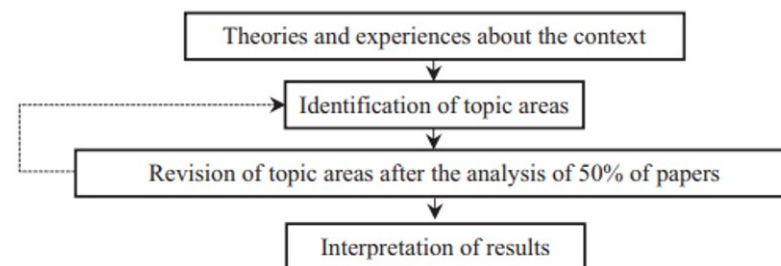 Theories and experiences about the context
Identification of topic areas
Revision of topic areas after the analysis of 50% of papers
Interpretation of results